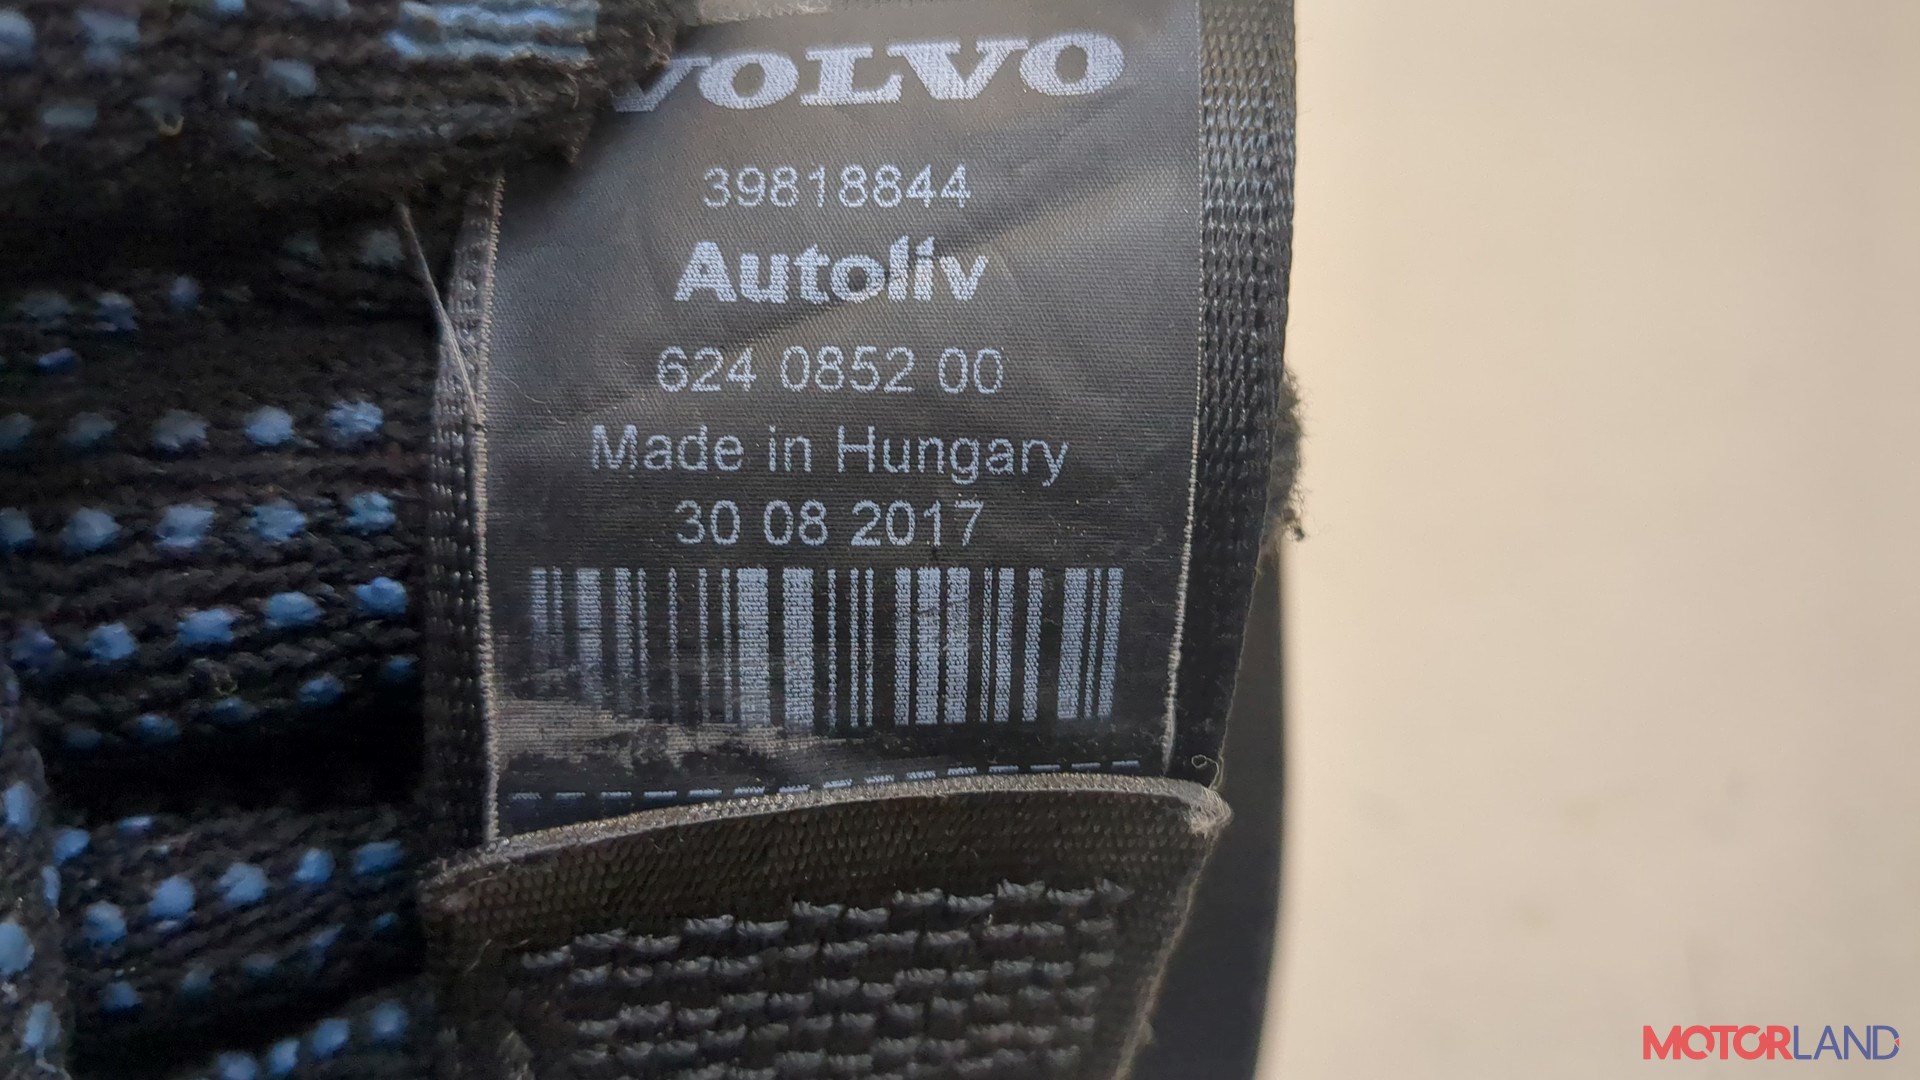 VOLVO
39818844
Autoliv
624 0852 00
Made in Hungary
30 08 2017
MOTORLAND